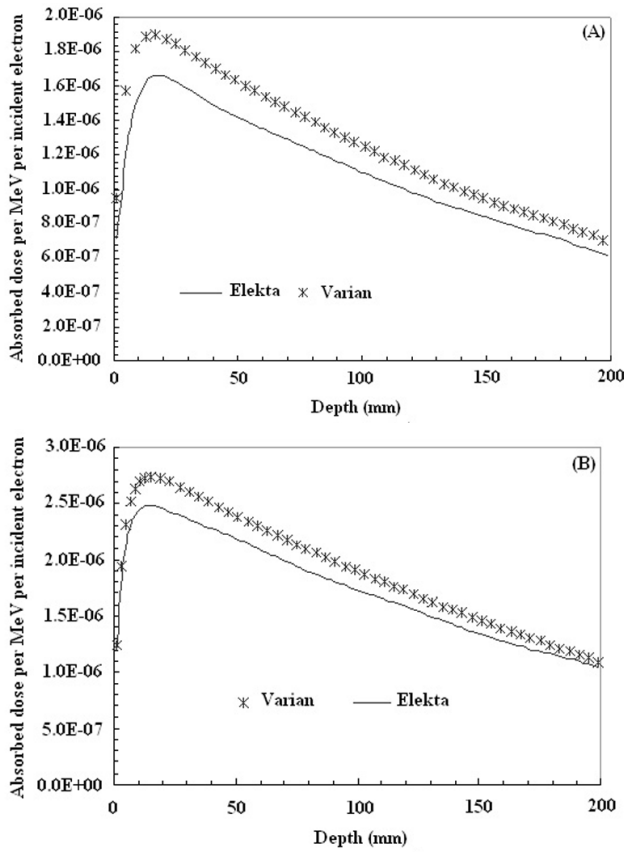 (A)
Absorbed dose per MeV per incident electron
2.0E-06
1.8E-06
1.6E-06
1.4E-06
1.2E-06
1.0E-06
8.0E-07
6.0E-07
4.0E-07
2.0E-07
0.0E+00
Elekta Varian
0 50 100 150 200
Depth (mm)
(B)
Absorbed dose per MeV per incident electron
3.0E-06
2.5E-06
2.0E-06
1.5E-06
1.0E-06
5.0E-07
0.0E+00
Varian Elekta
0 50 100 150 200
Depth (mm)